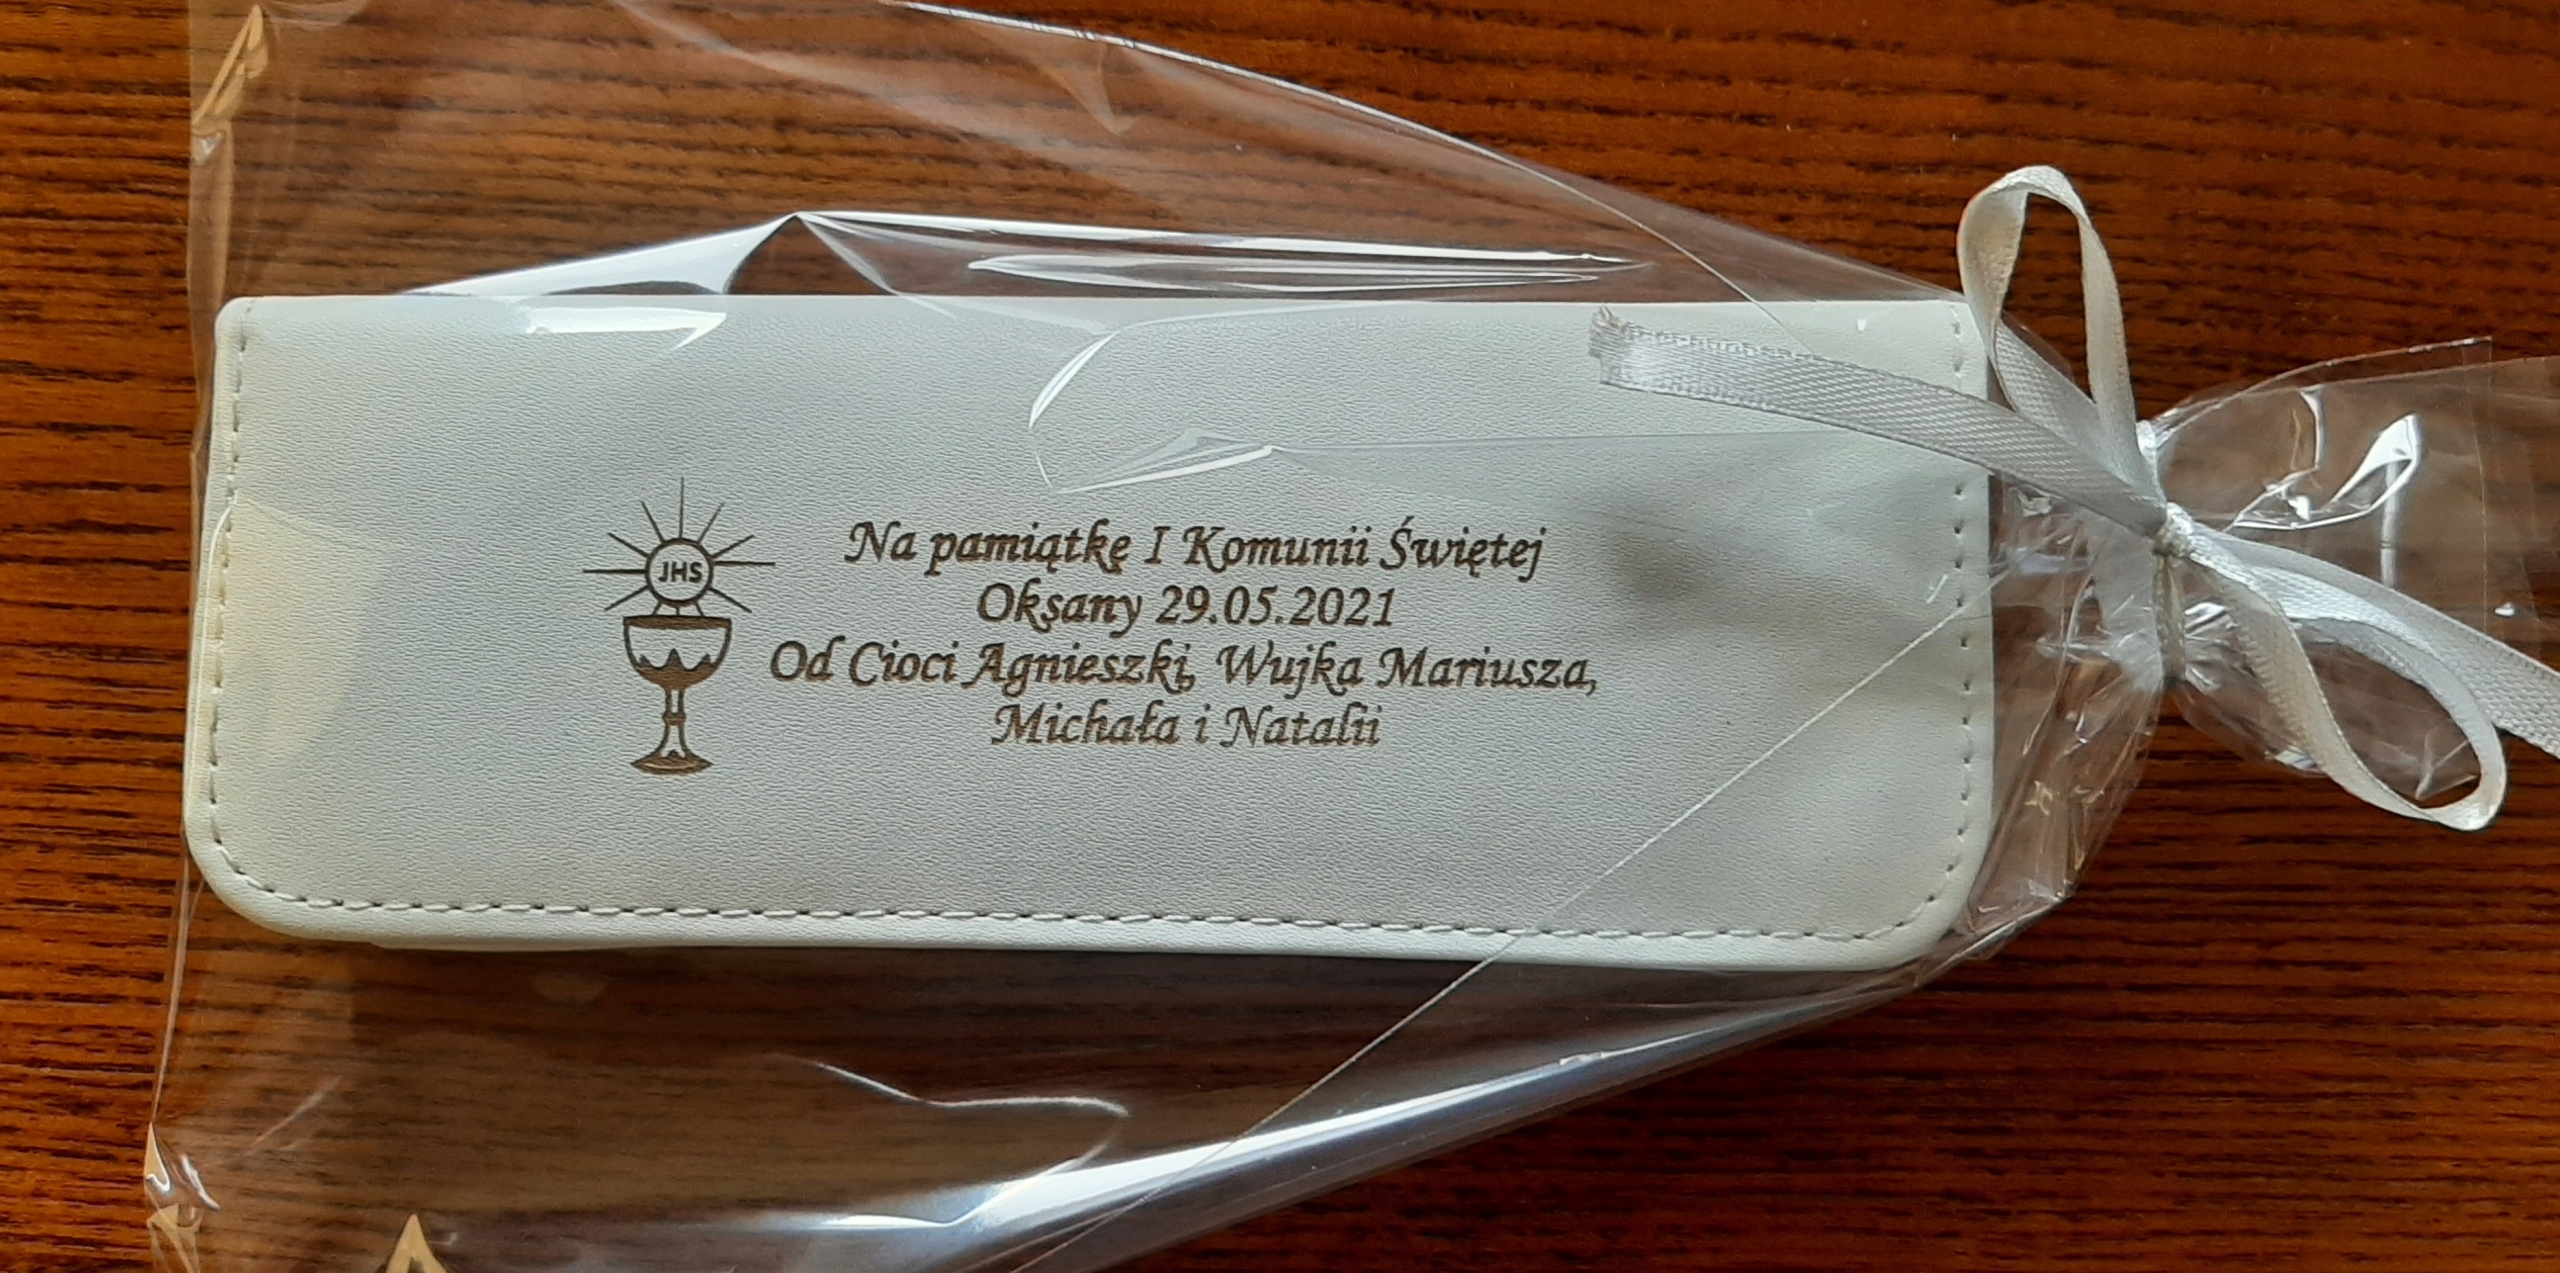 JHS
Na pamiątkę I Komunii Świętej
Oksany 29.05.2021
Od Cioci Agnieszki, Wujka Mariusza,
Michała i Natalii